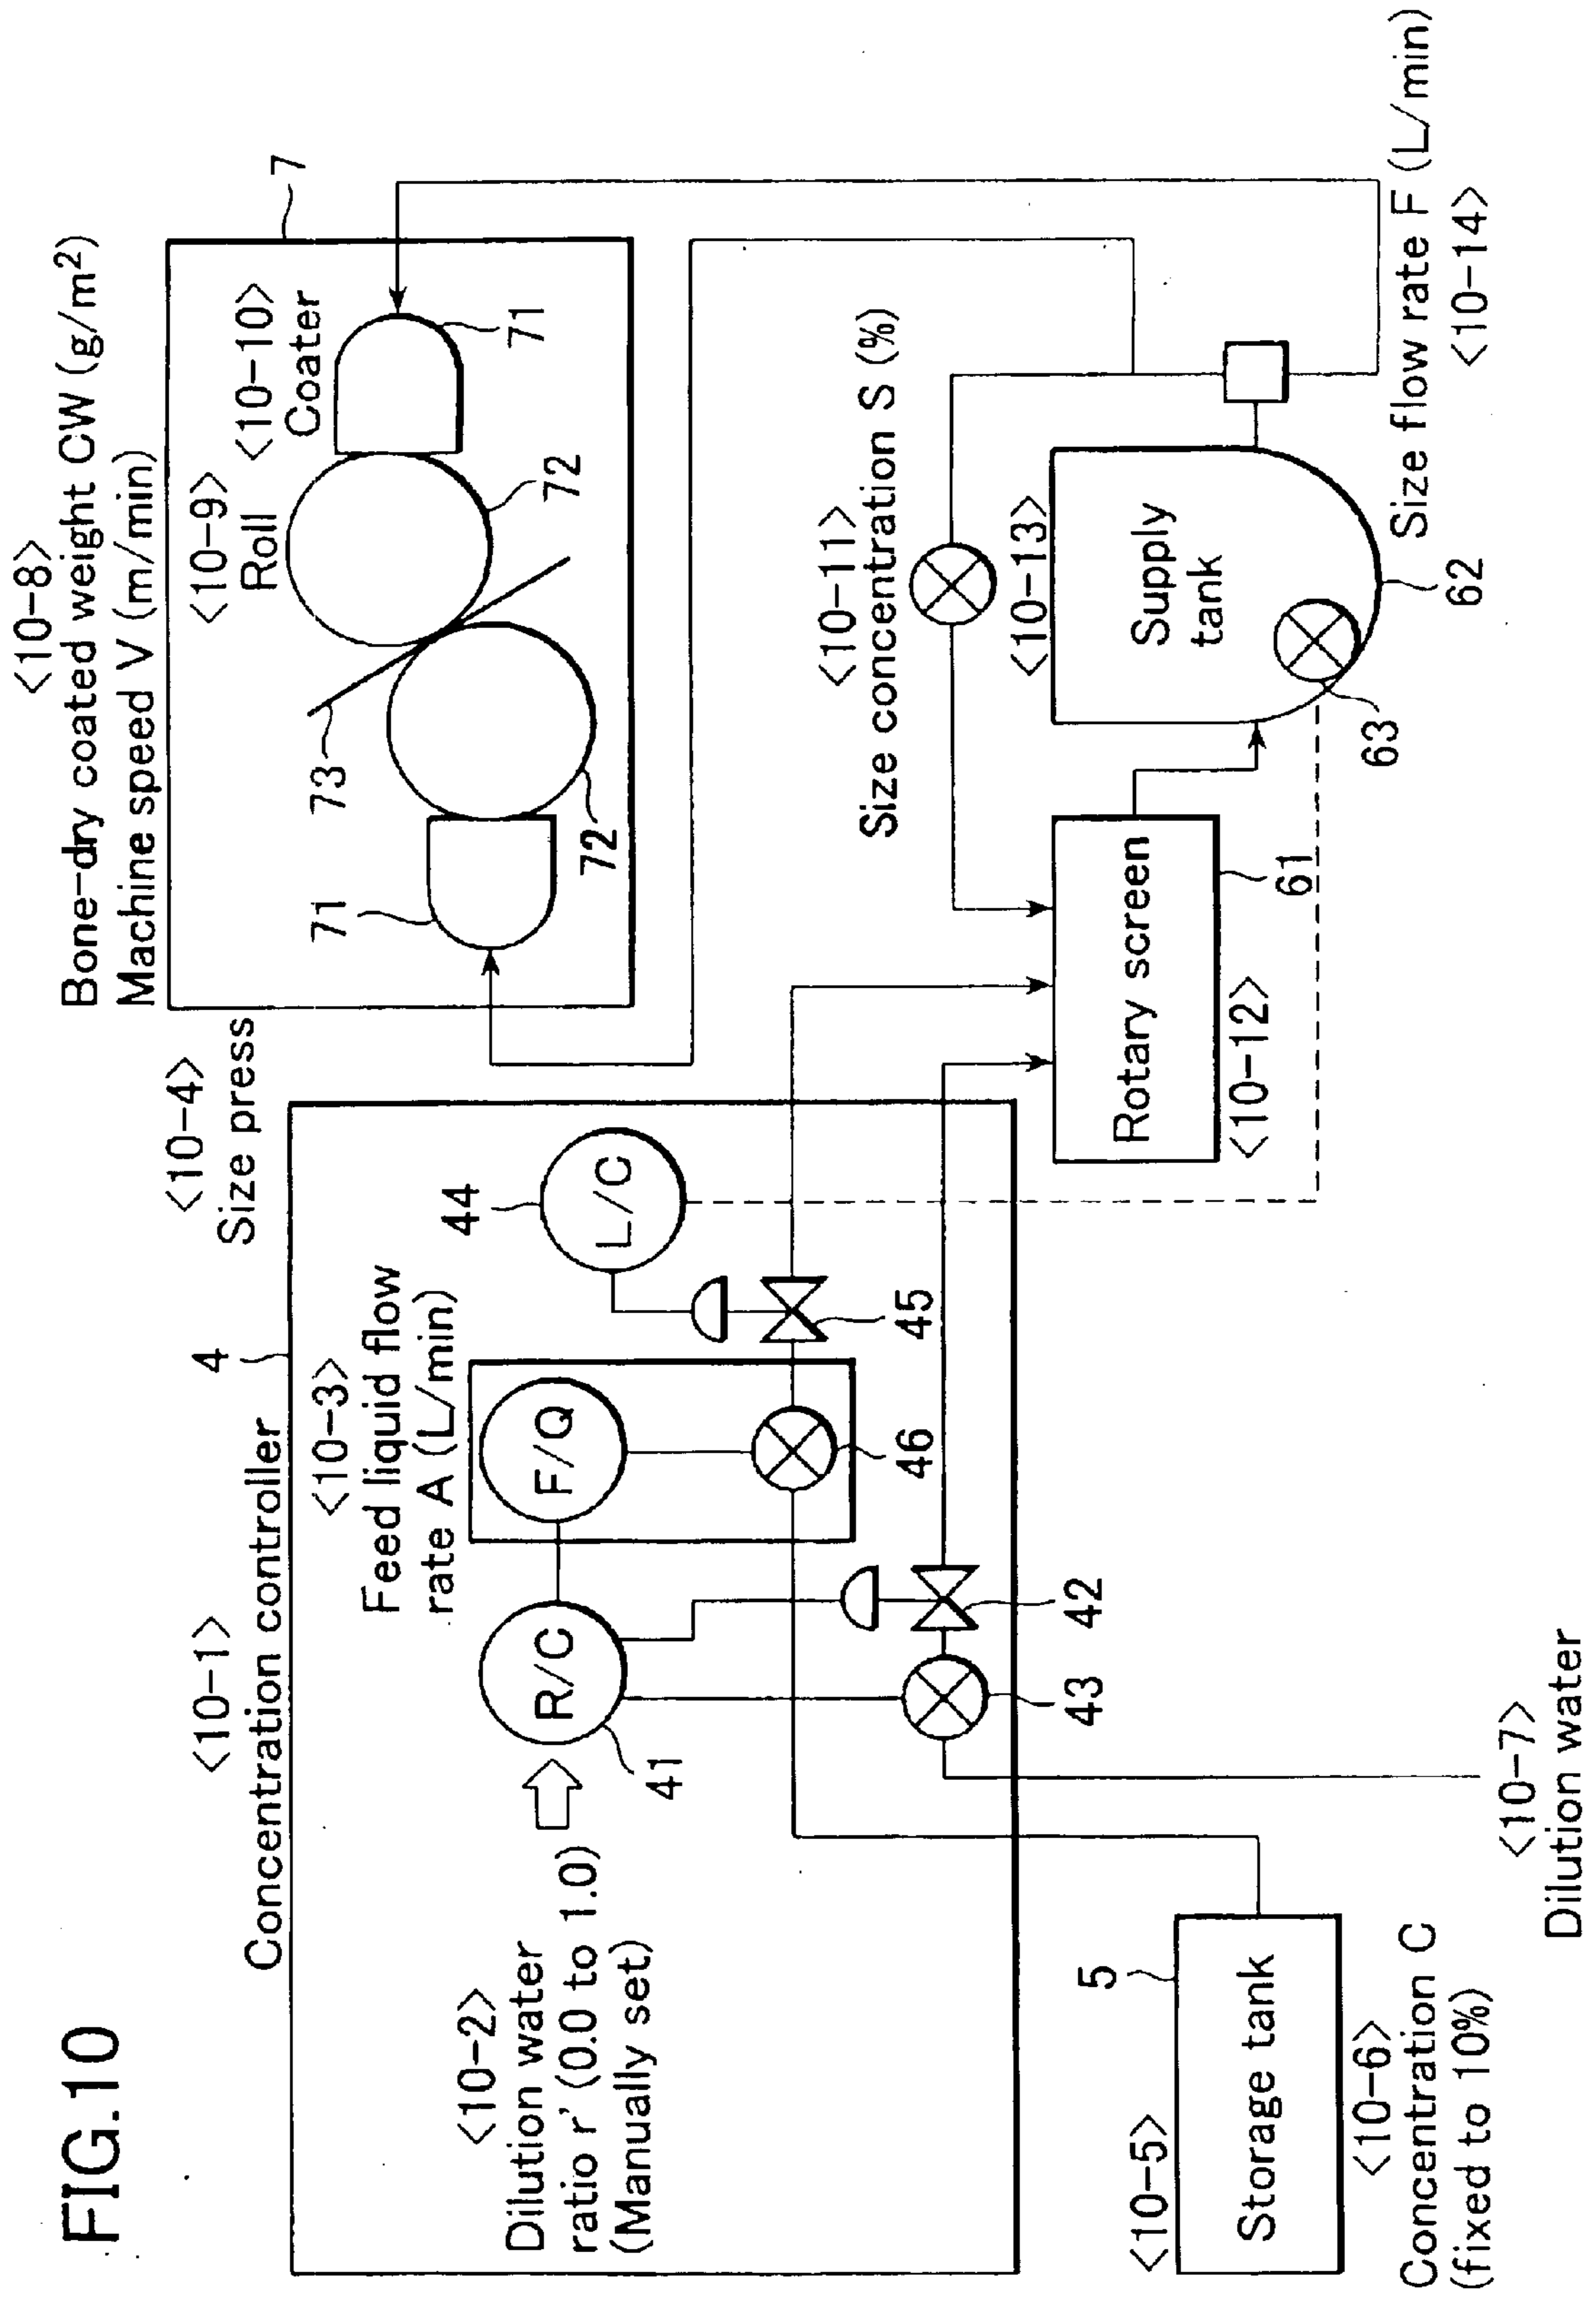 FIG.10
<10-1>
Concentration controller
4
<10-2>
Dilution water
ratio r' (0.0 to 1.0)
(Manually set)
R/C
41
<10-3>
Feed liquid flow
rate A (L/min)
F/Q
46
L/C
44
45
42
43
<10-4>
Size press
<10-5>
Storage tank
5
<10-6>
Concentration C
(fixed to 10%)
<10-7>
Dilution water
<10-8>
Bone-dry coated weight CW (g/m²)
Machine speed V (m/min)
7
<10-9>
Roll
<10-10>
Coater
71
72
73
72
71
<10-11>
Size concentration S (%)
Rotary screen
<10-12>
61
<10-13>
Supply
tank
62
63
Size flow rate F (L/min)
<10-14>